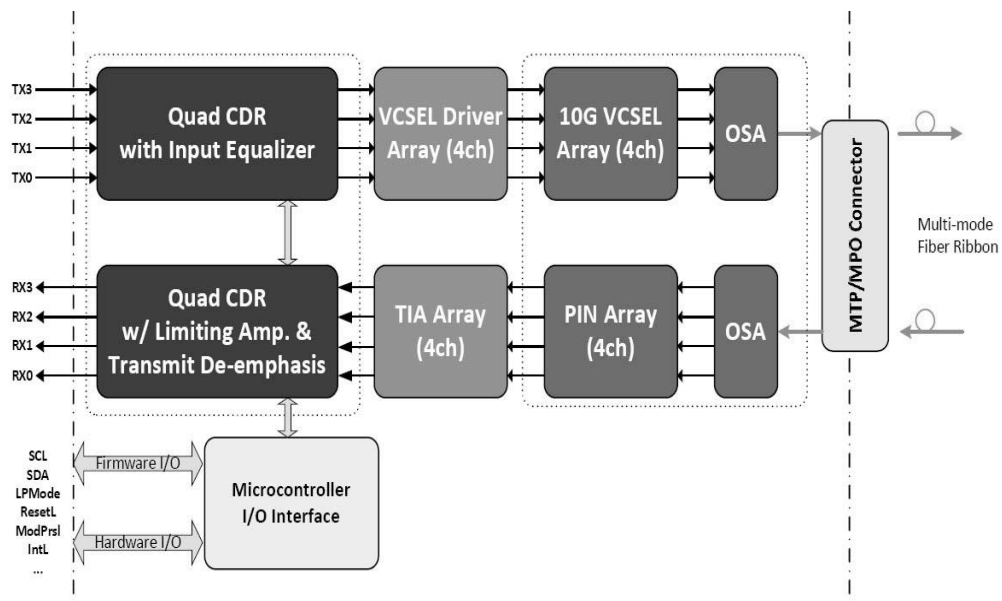 TX3
TX2
TX1
TX0
Quad CDR
with Input Equalizer
VCSEL Driver
Array (4ch)
10G VCSEL
Array (4ch)
OSA
MTP/MPO Connector
Multi-mode
Fiber Ribbon
RX3
RX2
RX1
RX0
Quad CDR
w/ Limiting Amp. &
Transmit De-emphasis
TIA Array
(4ch)
PIN Array
(4ch)
OSA
SCL
SDA
LPMode
ResetL
ModPrsl
IntL
...
Firmware I/O
Hardware I/O
Microcontroller
I/O Interface